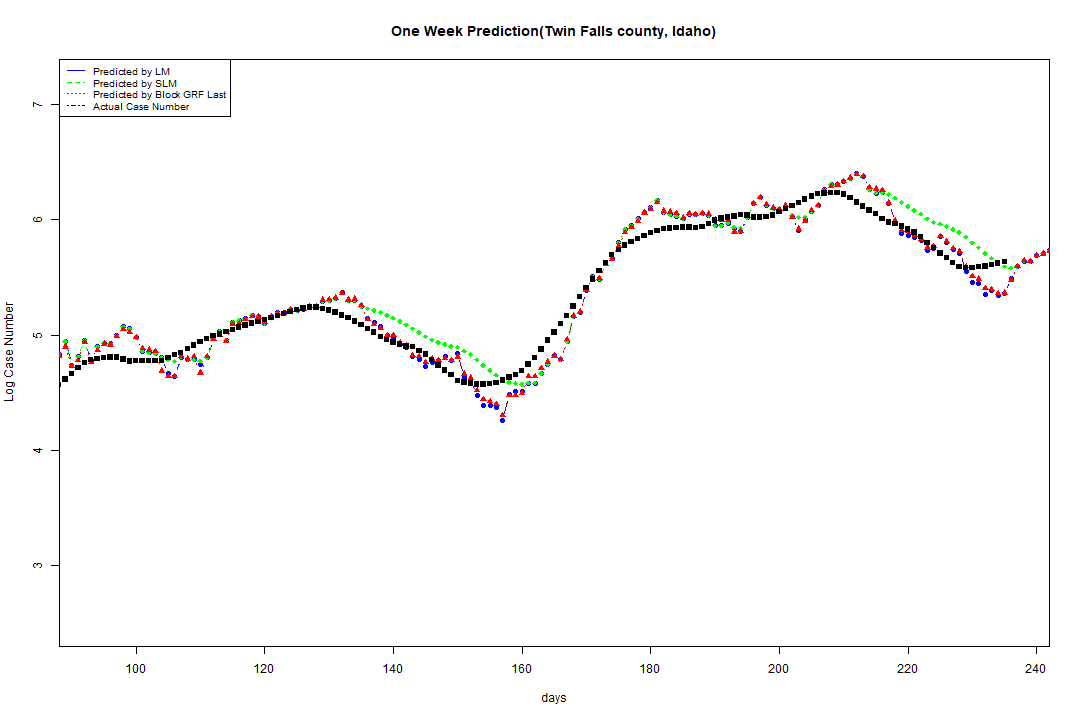 One Week Prediction(Twin Falls county, Idaho)
Predicted by LM
Predicted by SLM
Predicted by Block GRF Last
Actual Case Number
7
6
5
4
3
Log Case Number
100 120 140 160 180 200 220 240
days